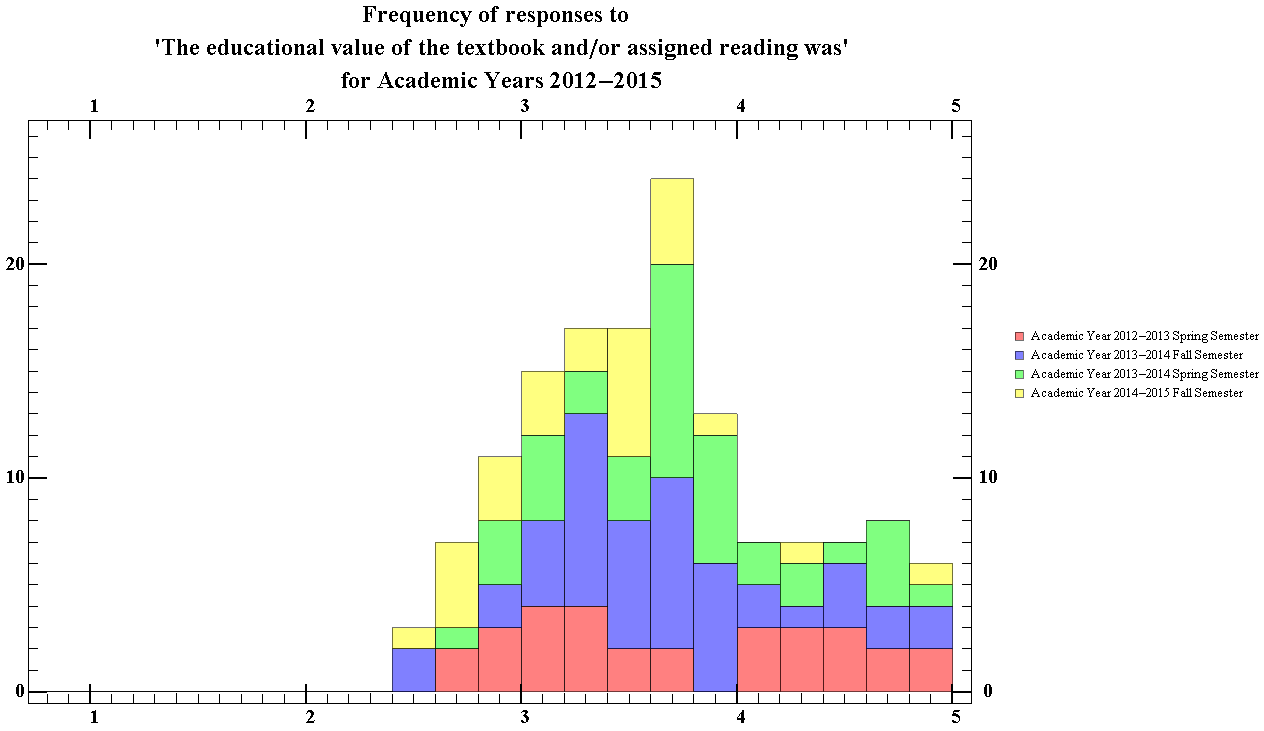 Frequency of responses to
'The educational value of the textbook and/or assigned reading was'
for Academic Years 2012–2015
1 2 3 4 5
20 20
10 10
0 0
1 2 3 4 5
Academic Year 2012–2013 Spring Semester
Academic Year 2013–2014 Fall Semester
Academic Year 2013–2014 Spring Semester
Academic Year 2014–2015 Fall Semester